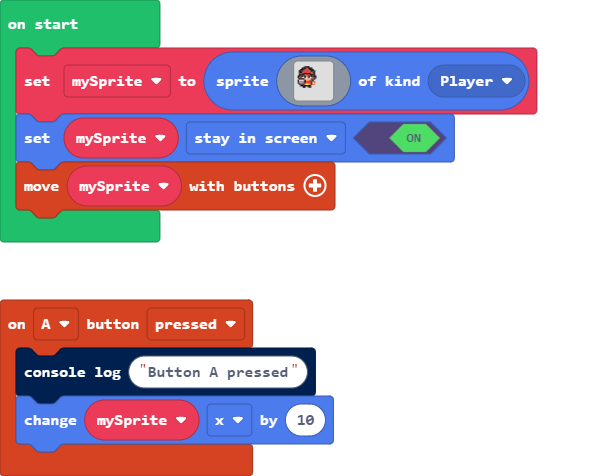 on start
set mySprite to sprite of kind Player
set mySprite stay in screen ON
move mySprite with buttons
on A button pressed
console log "Button A pressed"
change mySprite x by 10